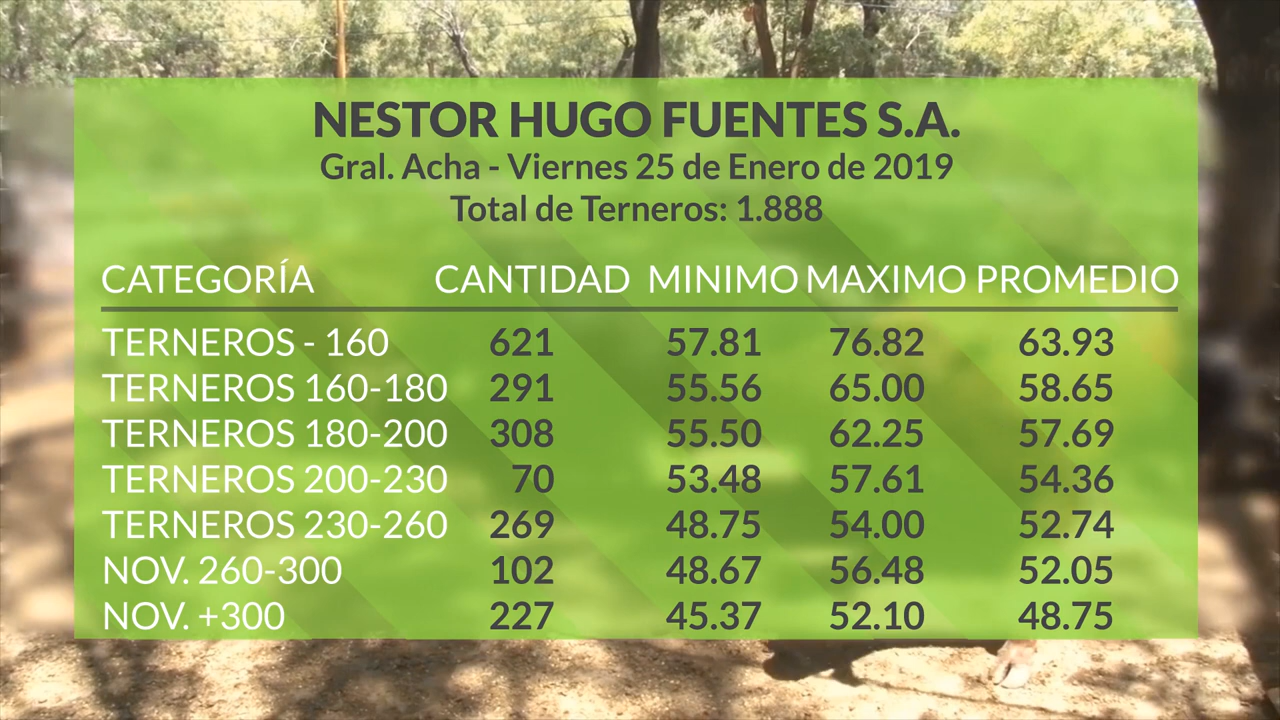 NESTOR HUGO FUENTES S.A.
Gral. Acha - Viernes 25 de Enero de 2019
Total de Terneros: 1.888
CATEGORÍA CANTIDAD MINIMO MAXIMO PROMEDIO
TERNEROS - 160 621 57.81 76.82 63.93
TERNEROS 160-180 291 55.56 65.00 58.65
TERNEROS 180-200 308 55.50 62.25 57.69
TERNEROS 200-230 70 53.48 57.61 54.36
TERNEROS 230-260 269 48.75 54.00 52.74
NOV. 260-300 102 48.67 56.48 52.05
NOV. +300 227 45.37 52.10 48.75